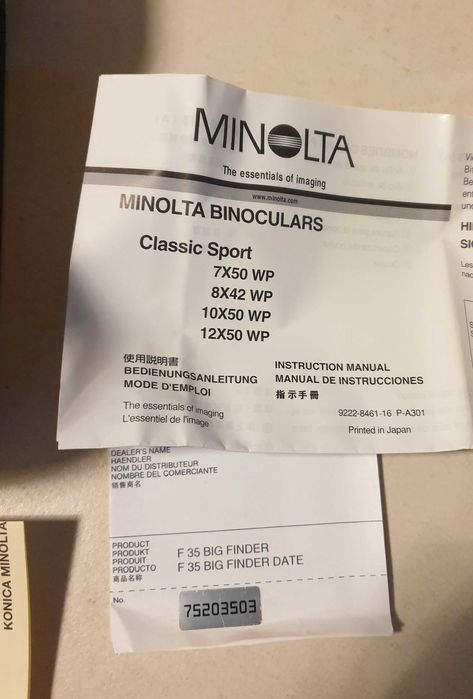 MINOLTA
The essentials of imaging
www.minolta.com
MINOLTA BINOCULARS
Classic Sport
7X50 WP
8X42 WP
10X50 WP
12X50 WP
使用説明書
BEDIENUNGSANLEITUNG
MODE D'EMPLOI
The essentials of imaging
L'essentiel de l'image
INSTRUCTION MANUAL
MANUAL DE INSTRUCCIONES
指示手冊
9222-8461-16 P-A301
Printed in Japan
DEALER'S NAME
HAENDLER
NOM DU DISTRIBUTEUR
NOMBRE DEL COMERCIANTE
销售商名
PRODUCT
PRODUKT
PRODUIT
PRODUCTO
商品名称
F 35 BIG FINDER
F 35 BIG FINDER DATE
No.
75203503
KONICA MINOLTA